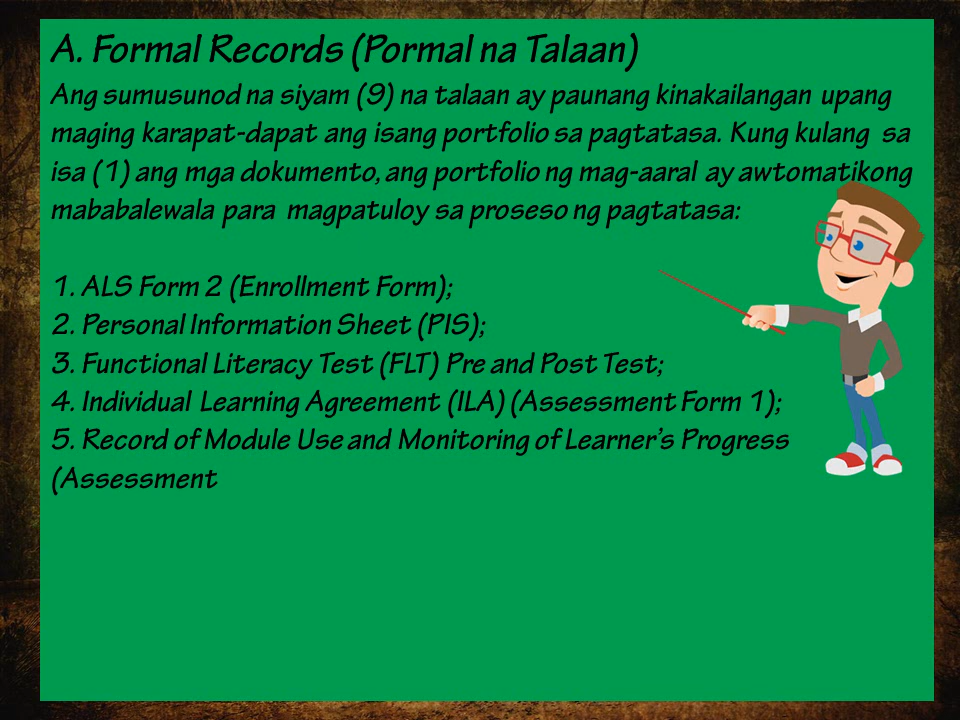 A. Formal Records (Pormal na Talaan)
Ang sumusunod na siyam (9) na talaan ay paunang kinakailangan upang
maging karapat-dapat ang isang portfolio sa pagtatasa. Kung kulang sa
isa (1) ang mga dokumento, ang portfolio ng mag-aaral ay awtomatikong
mababalewala para magpatuloy sa proseso ng pagtatasa:
1. ALS Form 2 (Enrollment Form);
2. Personal Information Sheet (PIS);
3. Functional Literacy Test (FLT) Pre and Post Test;
4. Individual Learning Agreement (ILA) (Assessment Form 1);
5. Record of Module Use and Monitoring of Learner's Progress
(Assessment